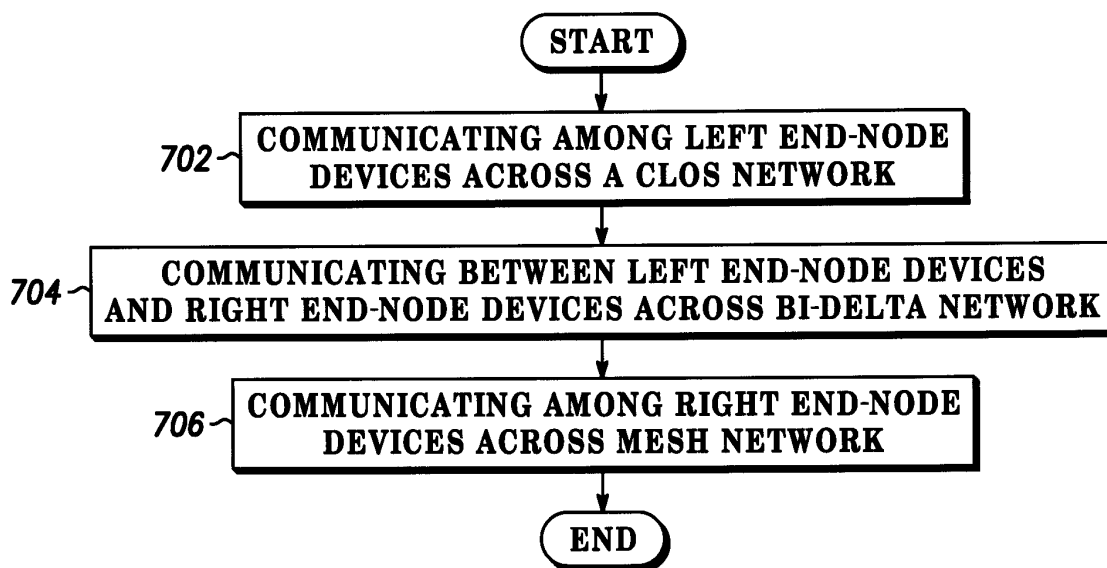 START
702
COMMUNICATING AMONG LEFT END-NODE
DEVICES ACROSS A CLOS NETWORK
704
COMMUNICATING BETWEEN LEFT END-NODE DEVICES
AND RIGHT END-NODE DEVICES ACROSS BI-DELTA NETWORK
706
COMMUNICATING AMONG RIGHT END-NODE
DEVICES ACROSS MESH NETWORK
END